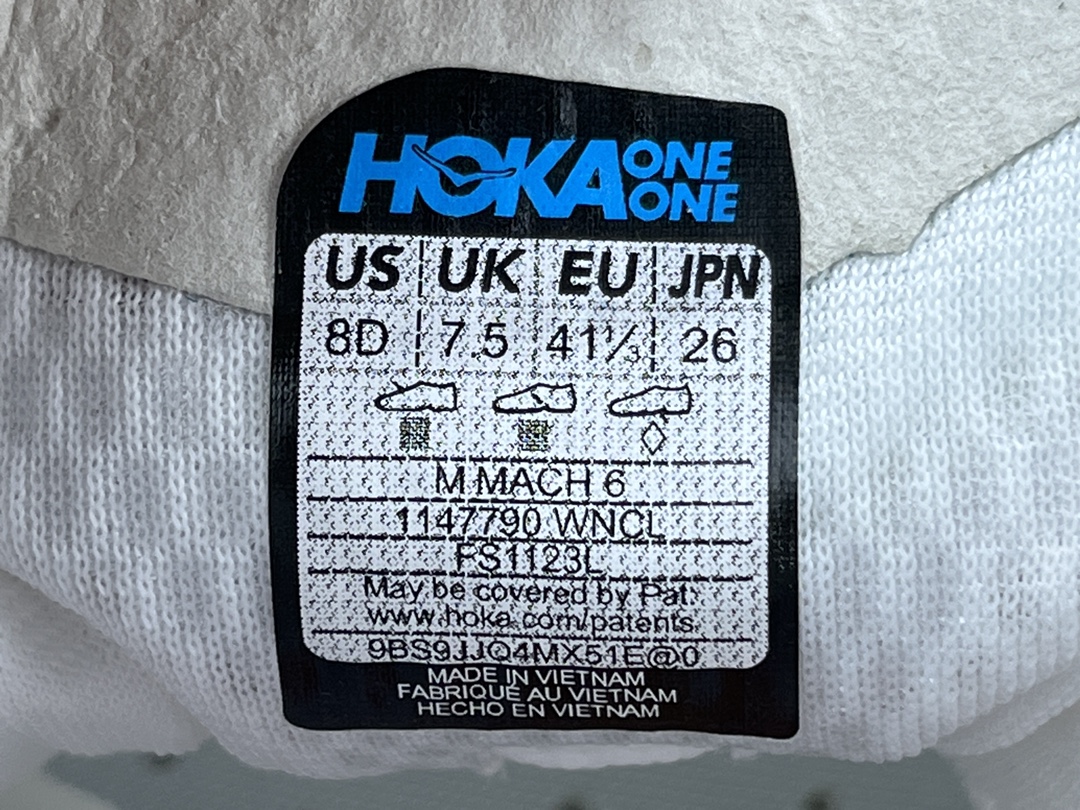 HOKA ONE ONE
US UK EU JPN
8D 7.5 41⅓ 26
M MACH 6
1147790 WNCL
FS1123L
May be covered by Pat:
www.hoka.com/patents
9BS9JJQ4MX51E@0
MADE IN VIETNAM
FABRIQUÉ AU VIETNAM
HECHO EN VIETNAM